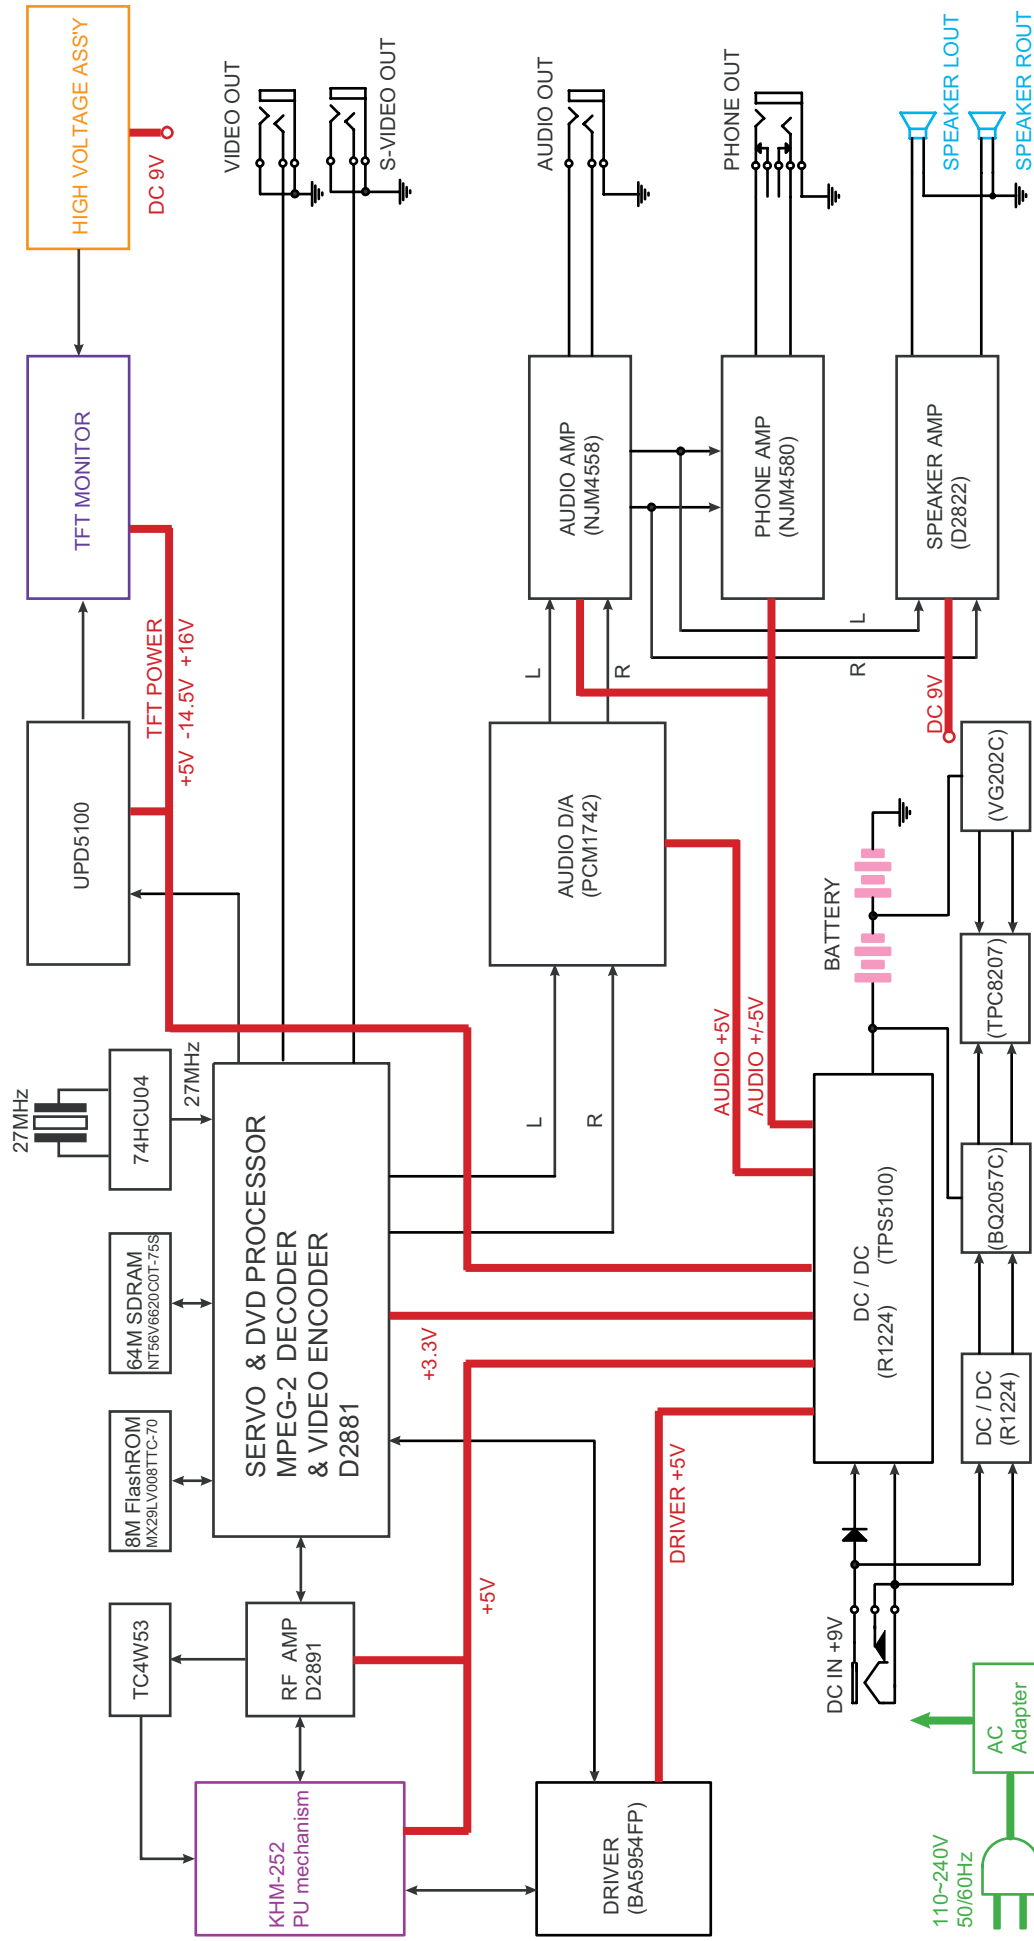 KHM-252
PU mechanism
TC4W53
RF AMP
D2891
8M FlashROM
MX29LV008TTC-70
64M SDRAM
NT56V6620C0T-75S
27MHz
74HCU04
27MHz
SERVO & DVD PROCESSOR
MPEG-2 DECODER
& VIDEO ENCODER
D2881
UPD5100
TFT POWER
+5V -14.5V +16V
TFT MONITOR
HIGH VOLTAGE ASS'Y
DC 9V
VIDEO OUT
S-VIDEO OUT
+5V
+3.3V
L
R
AUDIO D/A
(PCM1742)
L
R
AUDIO AMP
(NJM4558)
AUDIO OUT
DRIVER
(BA5954FP)
DRIVER +5V
AUDIO +5V
AUDIO +/-5V
PHONE AMP
(NJM4580)
PHONE OUT
DC IN +9V
DC / DC
(R1224)
(TPS5100)
BATTERY
L
R
DC 9V
SPEAKER AMP
(D2822)
SPEAKER LOUT
SPEAKER ROUT
110~240V
50/60Hz
AC
Adapter
DC / DC
(R1224)
(BQ2057C)
(TPC8207)
(VG202C)